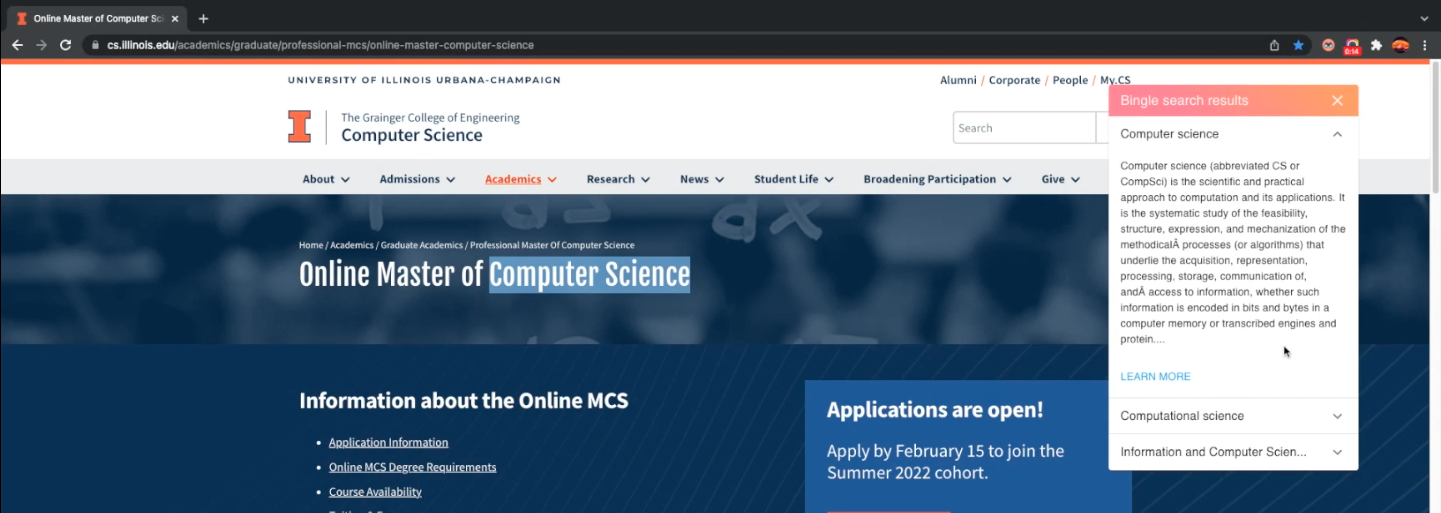 Online Master of Computer Sci
cs.illinois.edu/academics/graduate/professional-mcs/online-master-computer-science
0:14
UNIVERSITY OF ILLINOIS URBANA-CHAMPAIGN
Alumni / Corporate / People / My.CS
The Grainger College of Engineering
Computer Science
Search
About
Admissions
Academics
Research
News
Student Life
Broadening Participation
Give
Home / Academics / Graduate Academics / Professional Master Of Computer Science
Online Master of Computer Science
Information about the Online MCS
Application Information
Online MCS Degree Requirements
Course Availability
Applications are open!
Apply by February 15 to join the
Summer 2022 cohort.
Bingle search results
Computer science
Computer science (abbreviated CS or
CompSci) is the scientific and practical
approach to computation and its applications. It
is the systematic study of the feasibility,
structure, expression, and mechanization of the
methodicalÂ processes (or algorithms) that
underlie the acquisition, representation,
processing, storage, communication of,
andÂ access to information, whether such
information is encoded in bits and bytes in a
computer memory or transcribed engines and
protein....
LEARN MORE
Computational science
Information and Computer Scien...